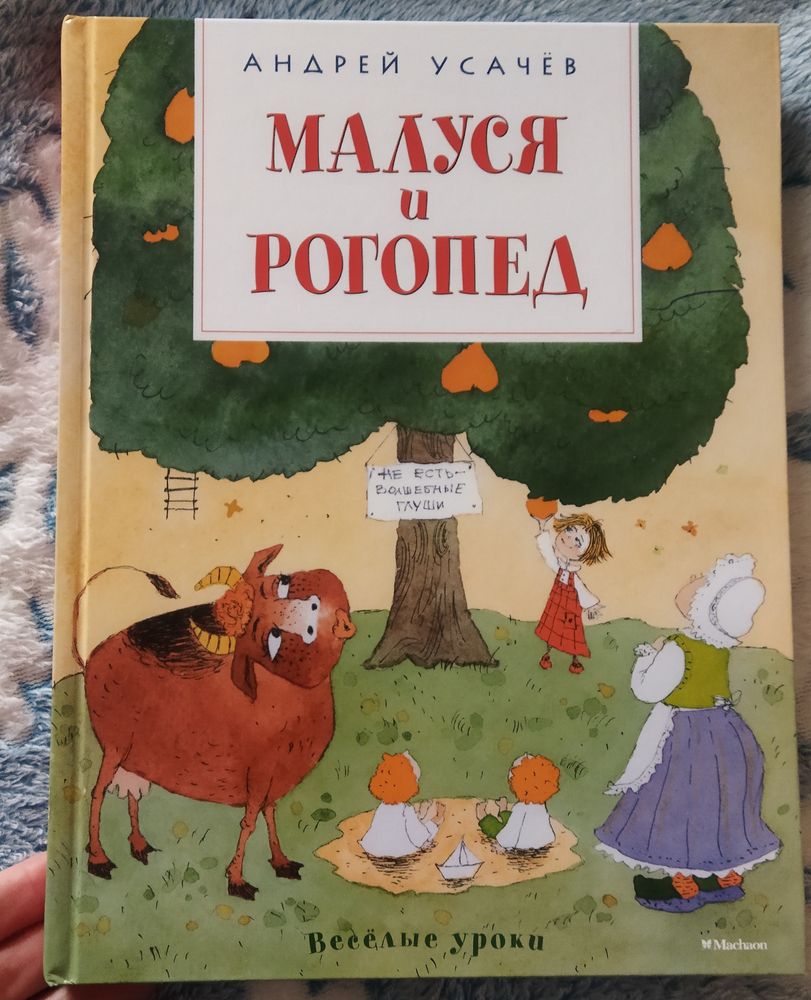 АНДРЕЙ УСАЧЁВ
МАЛУСЯ
и
РОГОПЕД
НЕ ЕСТЬ-
ВОЛШЕБНЫЕ
ГЛУШИ
Весёлые уроки
Machaon